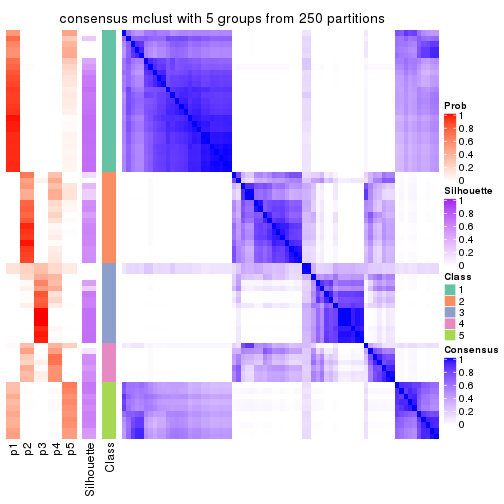 consensus mclust with 5 groups from 250 partitions
Prob
1
0.8
0.6
0.4
0.2
0
Silhouette
1
0.8
0.6
0.4
0.2
0
Class
1
2
3
4
5
Consensus
1
0.8
0.6
0.4
0.2
0
p1
p2
p3
p4
p5
Silhouette
Class